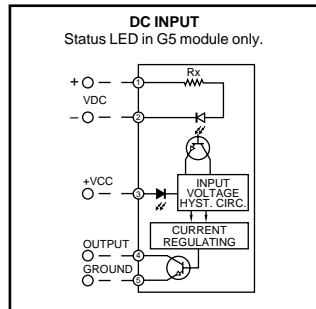 DC INPUT
Status LED in G5 module only.
Rx
+ 1
VDC
– 2
+VCC 3
INPUT
VOLTAGE
HYST. CIRC.
CURRENT
REGULATING
OUTPUT 4
GROUND 5